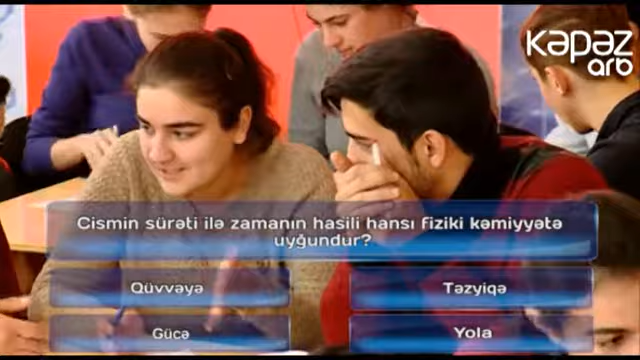 kəpəz
arb
Cismin sürəti ilə zamanın hasili hansı fiziki kəmiyyətə
uyğundur?
Qüvvəyə
Təzyiqə
Gücə
Yola